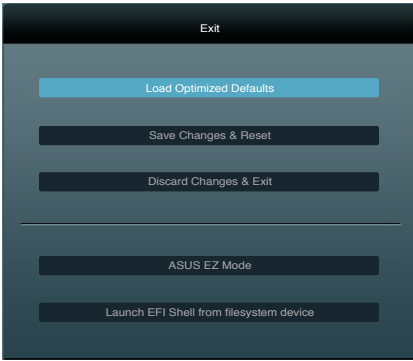 Exit
Load Optimized Defaults
Save Changes & Reset
Discard Changes & Exit
ASUS EZ Mode
Launch EFI Shell from filesystem device